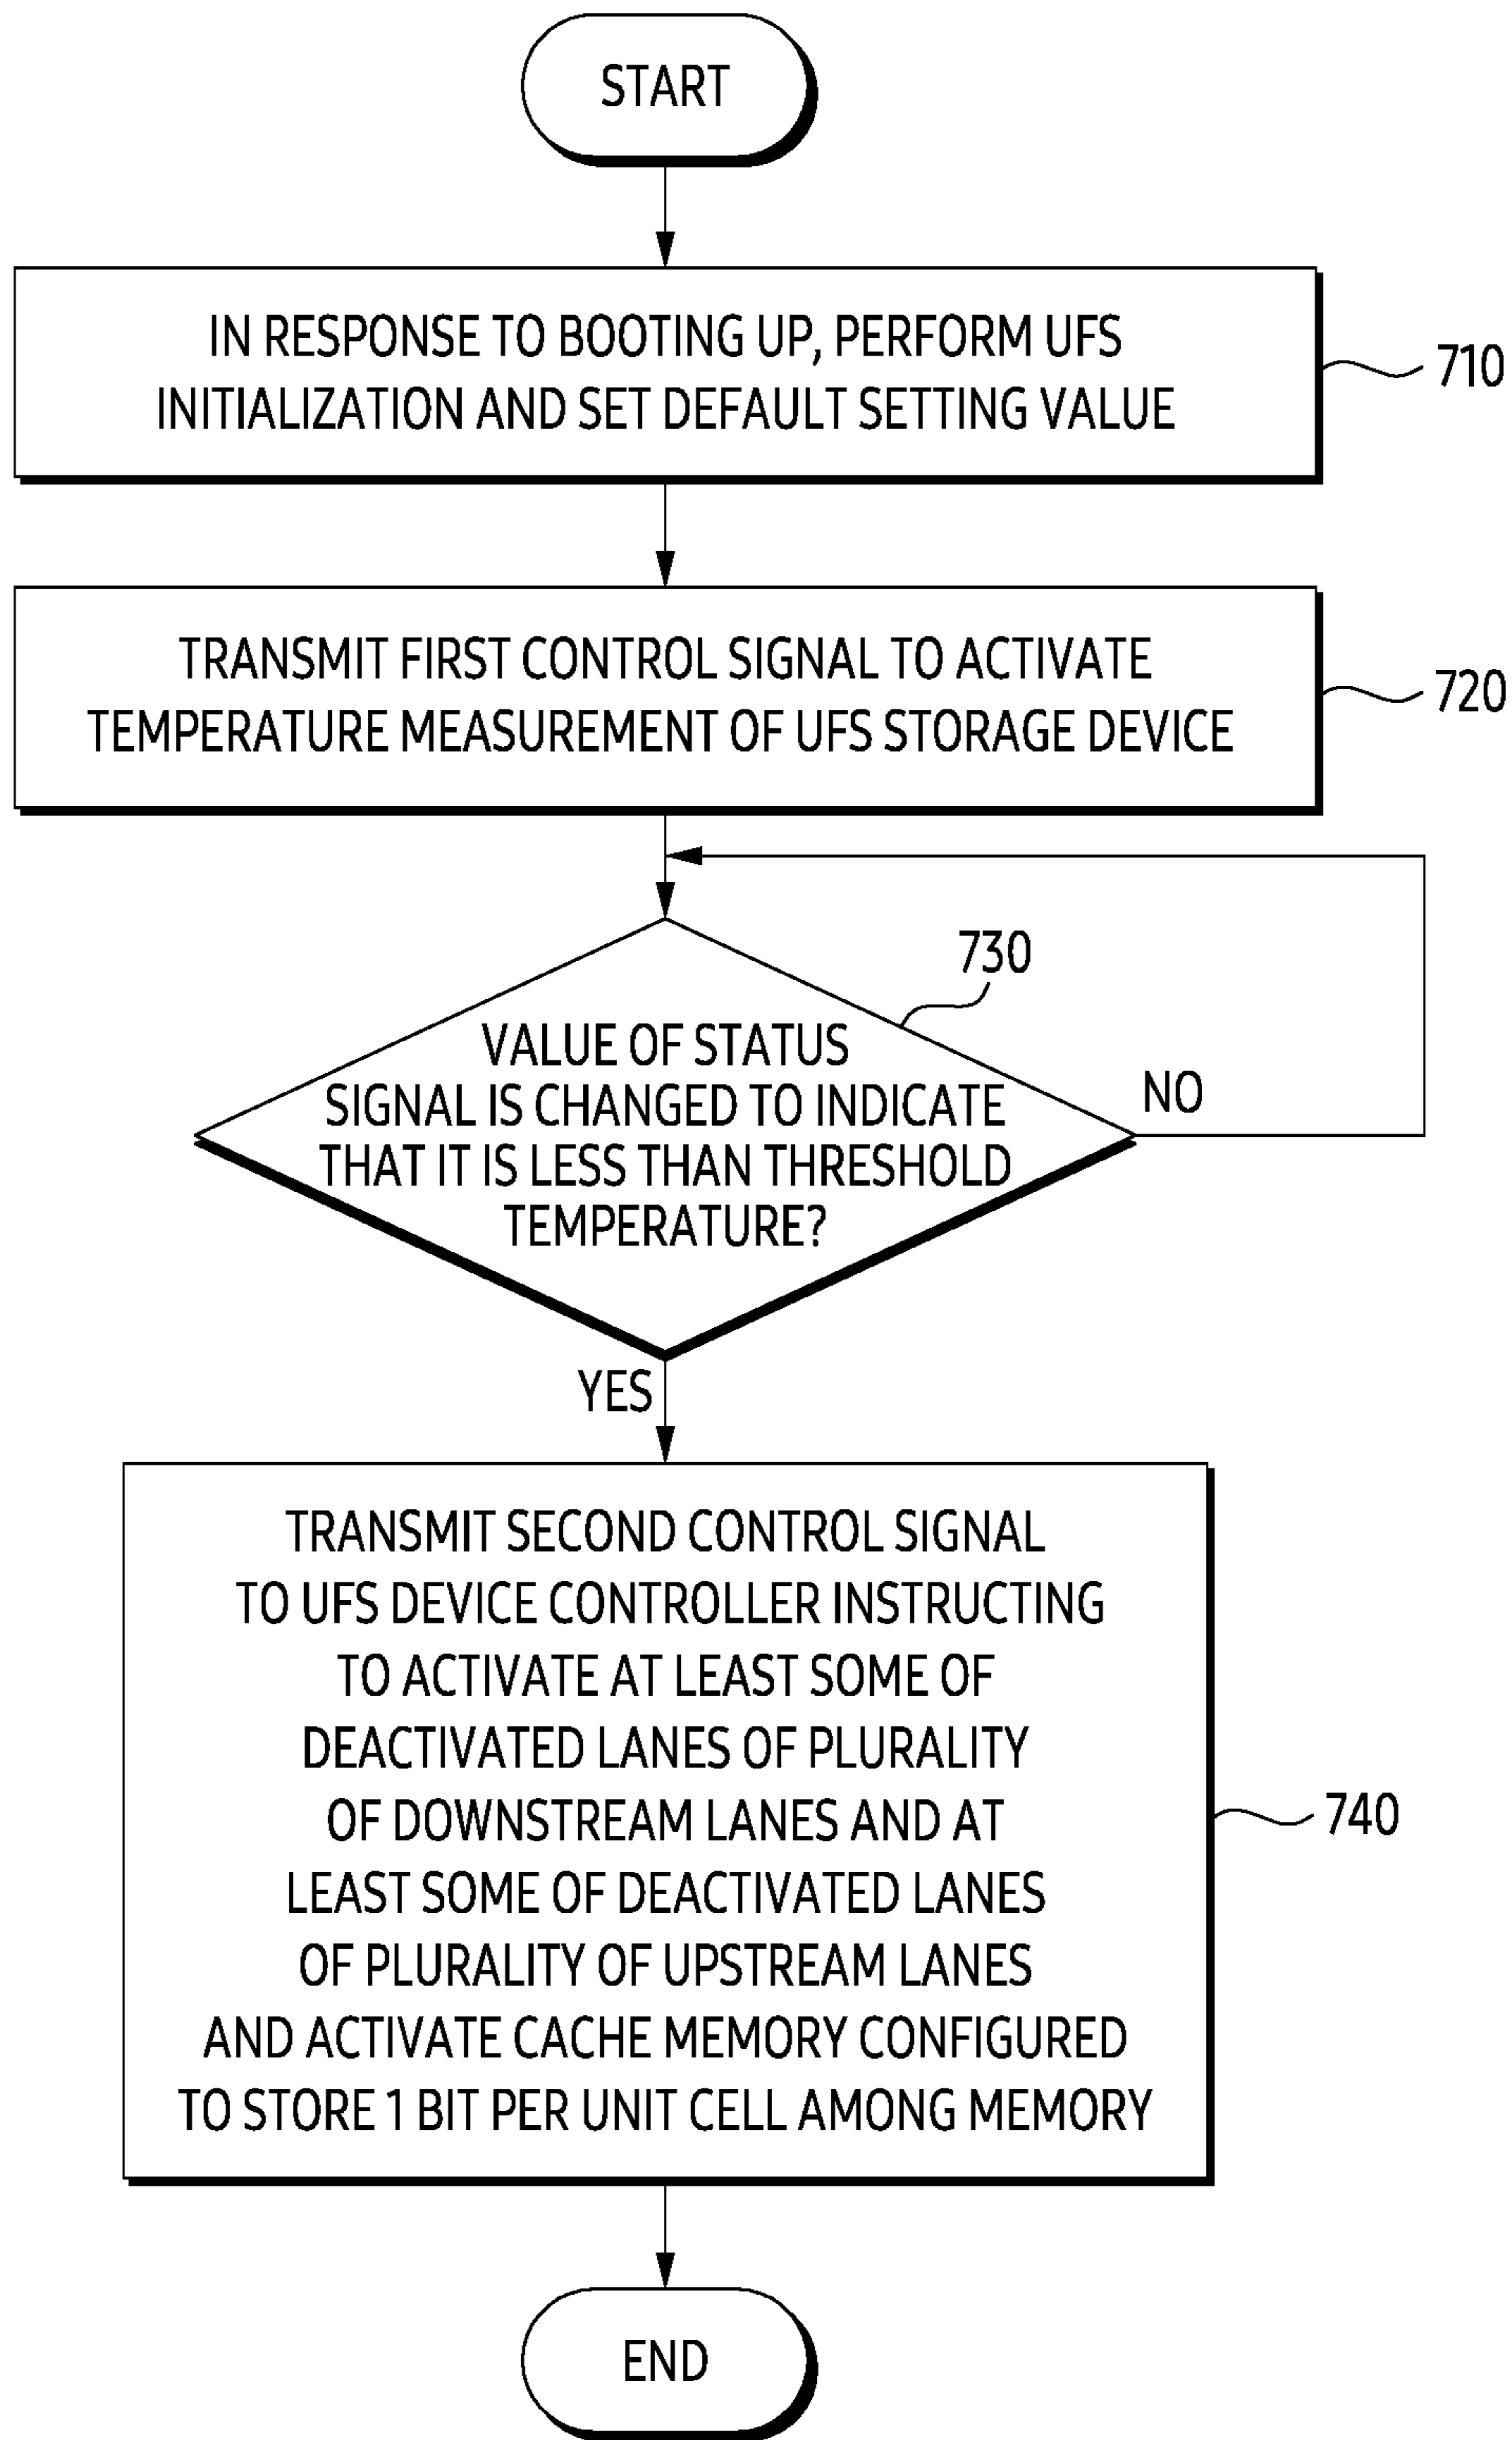 START
IN RESPONSE TO BOOTING UP, PERFORM UFS
INITIALIZATION AND SET DEFAULT SETTING VALUE
710
TRANSMIT FIRST CONTROL SIGNAL TO ACTIVATE
TEMPERATURE MEASUREMENT OF UFS STORAGE DEVICE
720
730
VALUE OF STATUS
SIGNAL IS CHANGED TO INDICATE
THAT IT IS LESS THAN THRESHOLD
TEMPERATURE?
NO
YES
TRANSMIT SECOND CONTROL SIGNAL
TO UFS DEVICE CONTROLLER INSTRUCTING
TO ACTIVATE AT LEAST SOME OF
DEACTIVATED LANES OF PLURALITY
OF DOWNSTREAM LANES AND AT
LEAST SOME OF DEACTIVATED LANES
OF PLURALITY OF UPSTREAM LANES
AND ACTIVATE CACHE MEMORY CONFIGURED
TO STORE 1 BIT PER UNIT CELL AMONG MEMORY
740
END